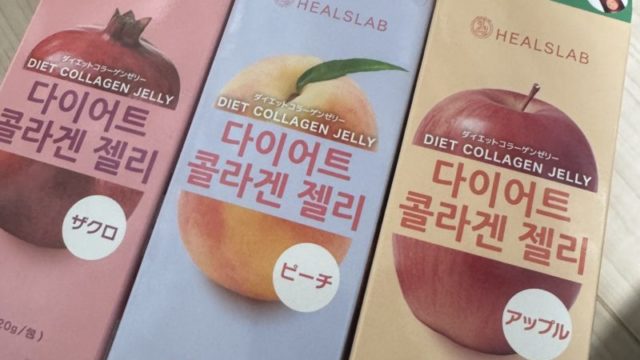 ダイエットコラーゲンゼリー
DIET COLLAGEN JELLY
다이어트
콜라겐 젤리
ザクロ
20g/包)
HEALSLAB
ダイエットコラーゲンゼリー
DIET COLLAGEN JELLY
다이어트
콜라겐 젤리
ピーチ
HEALSLAB
ダイエットコラーゲンゼリー
DIET COLLAGEN JELLY
다이어트
콜라겐 젤리
アップル